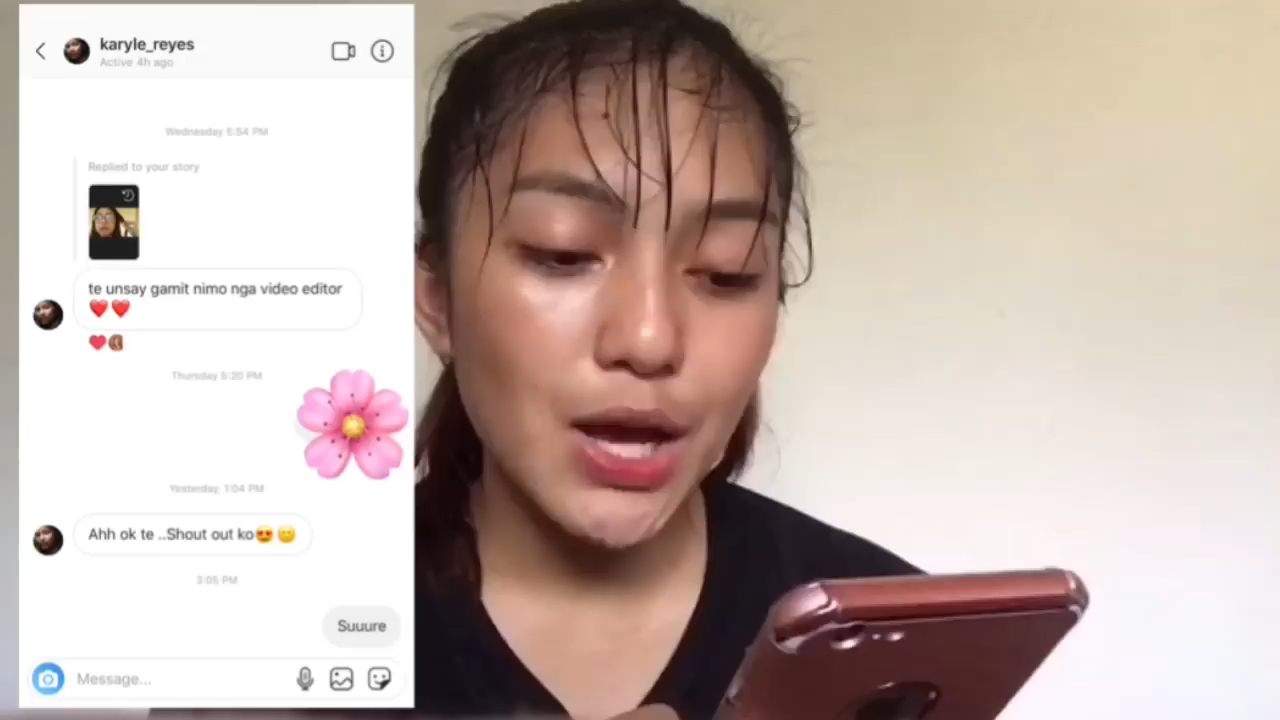 karyle_reyes
Active 4h ago
Wednesday 6:54 PM
Replied to your story
te unsay gamit nimo nga video editor
❤️❤️
Thursday 5:20 PM
Yesterday, 1:04 PM
Ahh ok te ..Shout out ko😍😊
3:05 PM
Suuure
Message...